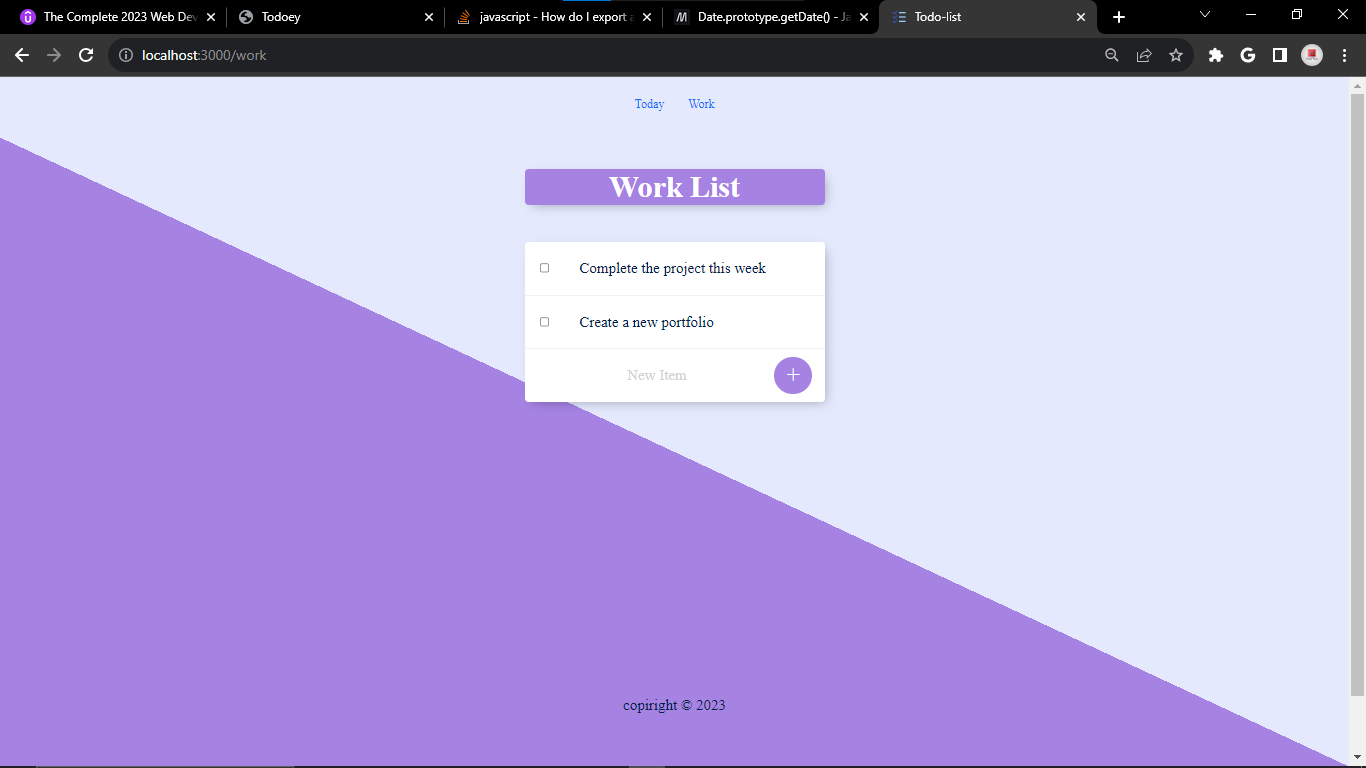 The Complete 2023 Web Dev
Todoey
javascript - How do I export a
Date.prototype.getDate() - Ja
Todo-list
localhost:3000/work
Today Work
Work List
Complete the project this week
Create a new portfolio
New Item
copiright © 2023